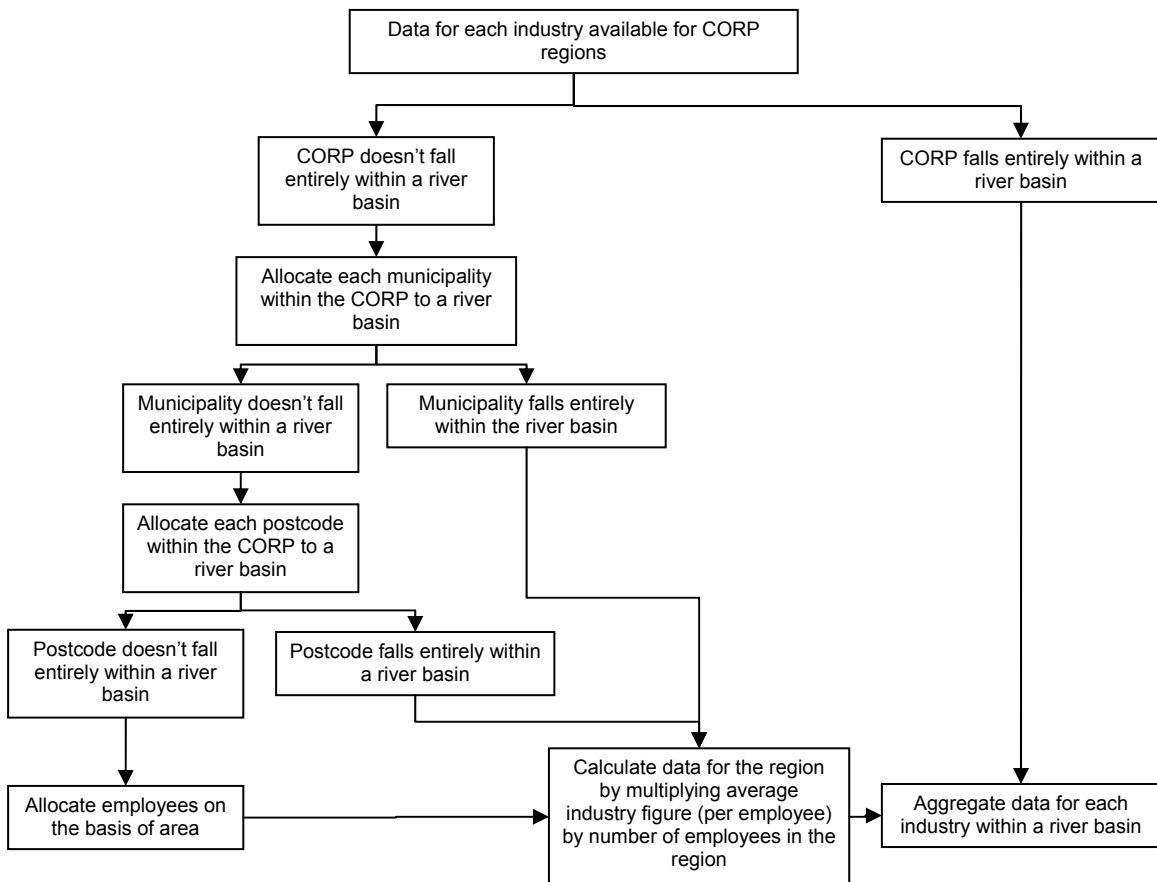 Data for each industry available for CORP
regions
CORP doesn’t fall
entirely within a river
basin
CORP falls entirely within a
river basin
Allocate each municipality
within the CORP to a river
basin
Municipality doesn’t fall
entirely within a river
basin
Municipality falls entirely
within the river basin
Allocate each postcode
within the CORP to a
river basin
Postcode doesn’t fall
entirely within a river
basin
Postcode falls entirely within
a river basin
Allocate employees on
the basis of area
Calculate data for the region
by multiplying average
industry figure (per employee)
by number of employees in the
region
Aggregate data for each
industry within a river basin